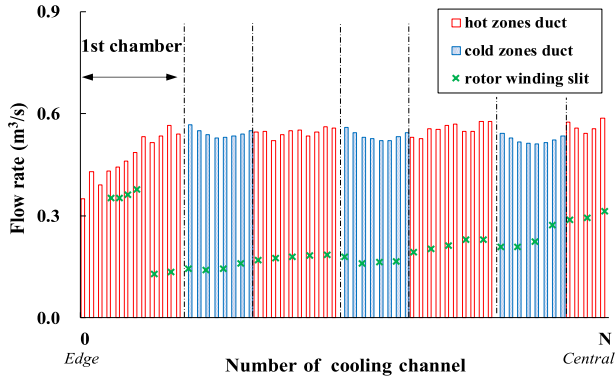 0.9
1st chamber
hot zones duct
cold zones duct
rotor winding slit
0.6
Flow rate (m³/s)
0.3
0.0
0
N
Edge
Number of cooling channel
Central